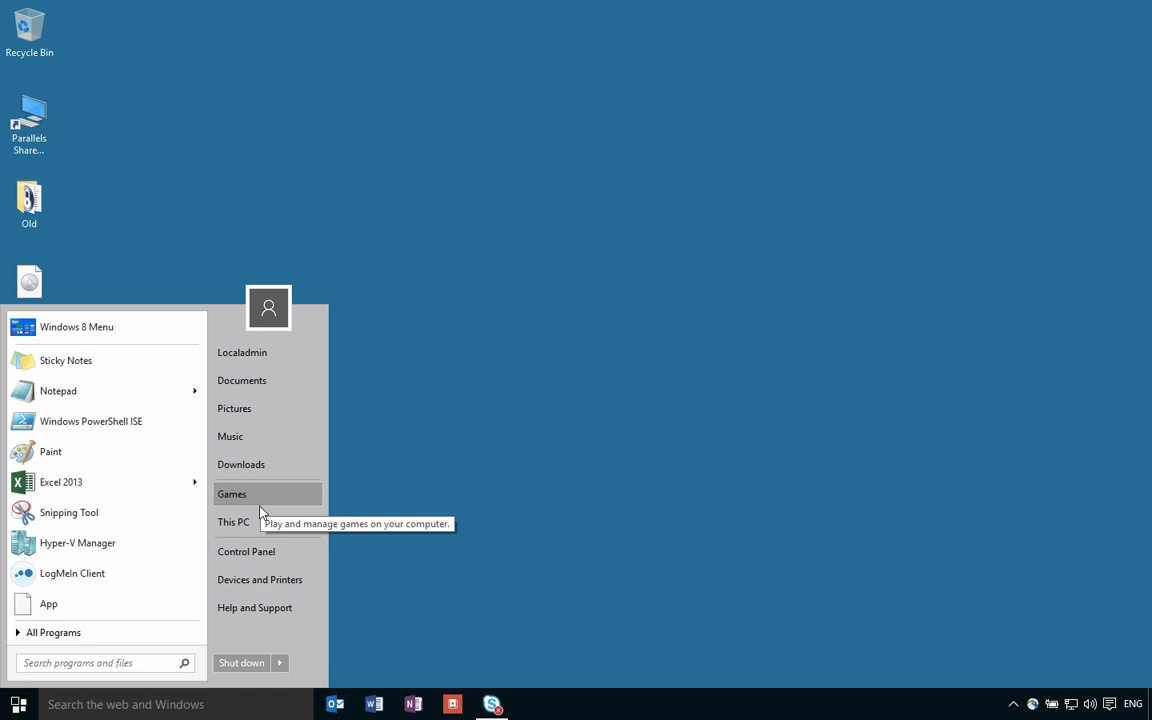 Recycle Bin
Parallels
Share...
Old
Windows 8 Menu
Sticky Notes
Notepad
Windows PowerShell ISE
Paint
Excel 2013
Snipping Tool
Hyper-V Manager
LogMeIn Client
App
All Programs
Search programs and files
Localadmin
Documents
Pictures
Music
Downloads
Games
This PC
Play and manage games on your computer.
Control Panel
Devices and Printers
Help and Support
Shut down
Search the web and Windows
ENG